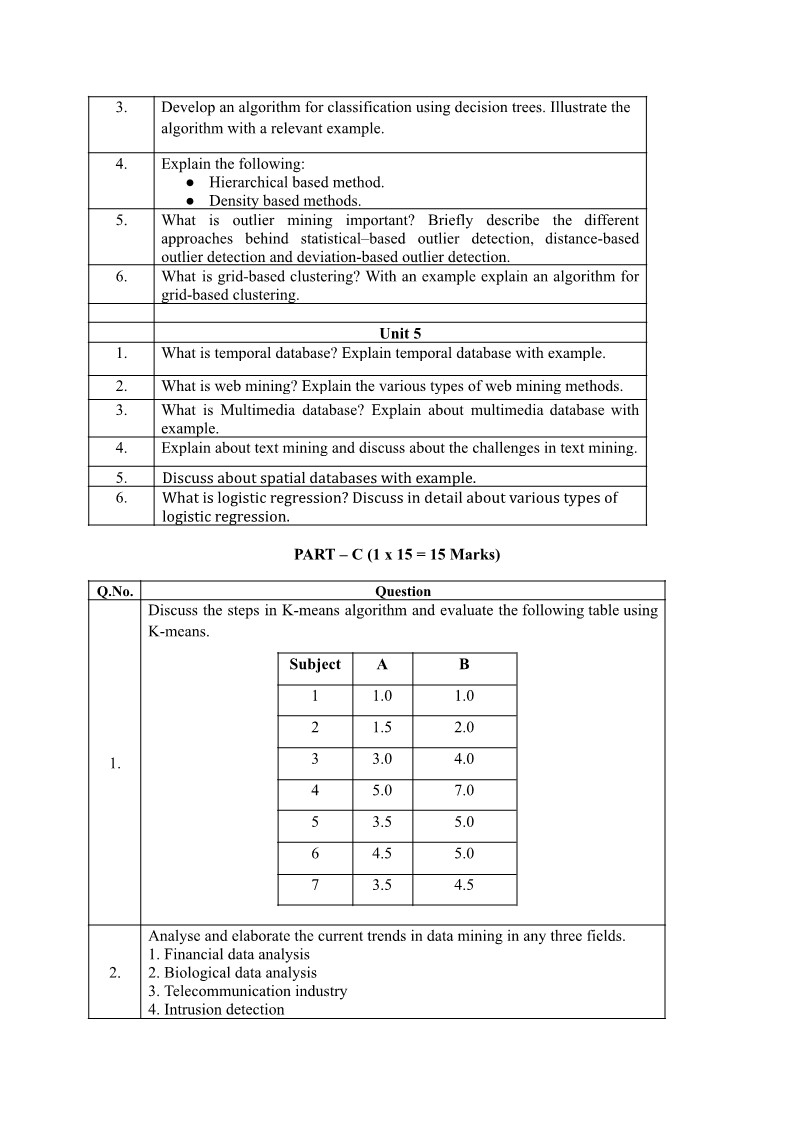 3. Develop an algorithm for classification using decision trees. Illustrate the
algorithm with a relevant example.
4. Explain the following:
● Hierarchical based method.
● Density based methods.
5. What is outlier mining important? Briefly describe the different
approaches behind statistical–based outlier detection, distance-based
outlier detection and deviation-based outlier detection.
6. What is grid-based clustering? With an example explain an algorithm for
grid-based clustering.
Unit 5
1. What is temporal database? Explain temporal database with example.
2. What is web mining? Explain the various types of web mining methods.
3. What is Multimedia database? Explain about multimedia database with
example.
4. Explain about text mining and discuss about the challenges in text mining.
5. Discuss about spatial databases with example.
6. What is logistic regression? Discuss in detail about various types of
logistic regression.
PART – C (1 x 15 = 15 Marks)
Q.No. Question
1. Discuss the steps in K-means algorithm and evaluate the following table using
K-means.
Subject A B
1 1.0 1.0
2 1.5 2.0
3 3.0 4.0
4 5.0 7.0
5 3.5 5.0
6 4.5 5.0
7 3.5 4.5
2. Analyse and elaborate the current trends in data mining in any three fields.
1. Financial data analysis
2. Biological data analysis
3. Telecommunication industry
4. Intrusion detection